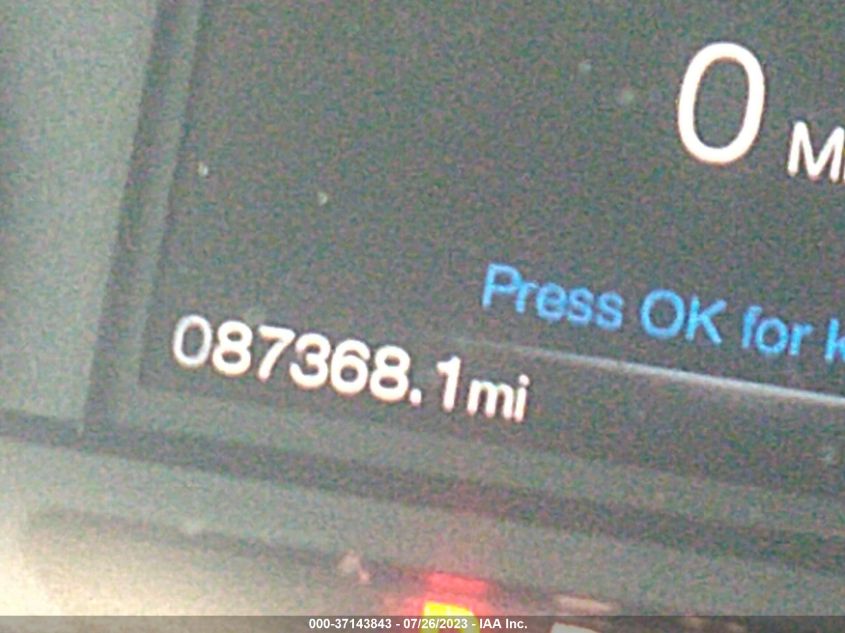 0 M
Press OK for k
087368.1mi
000-37143843 - 07/26/2023 - IAA Inc.